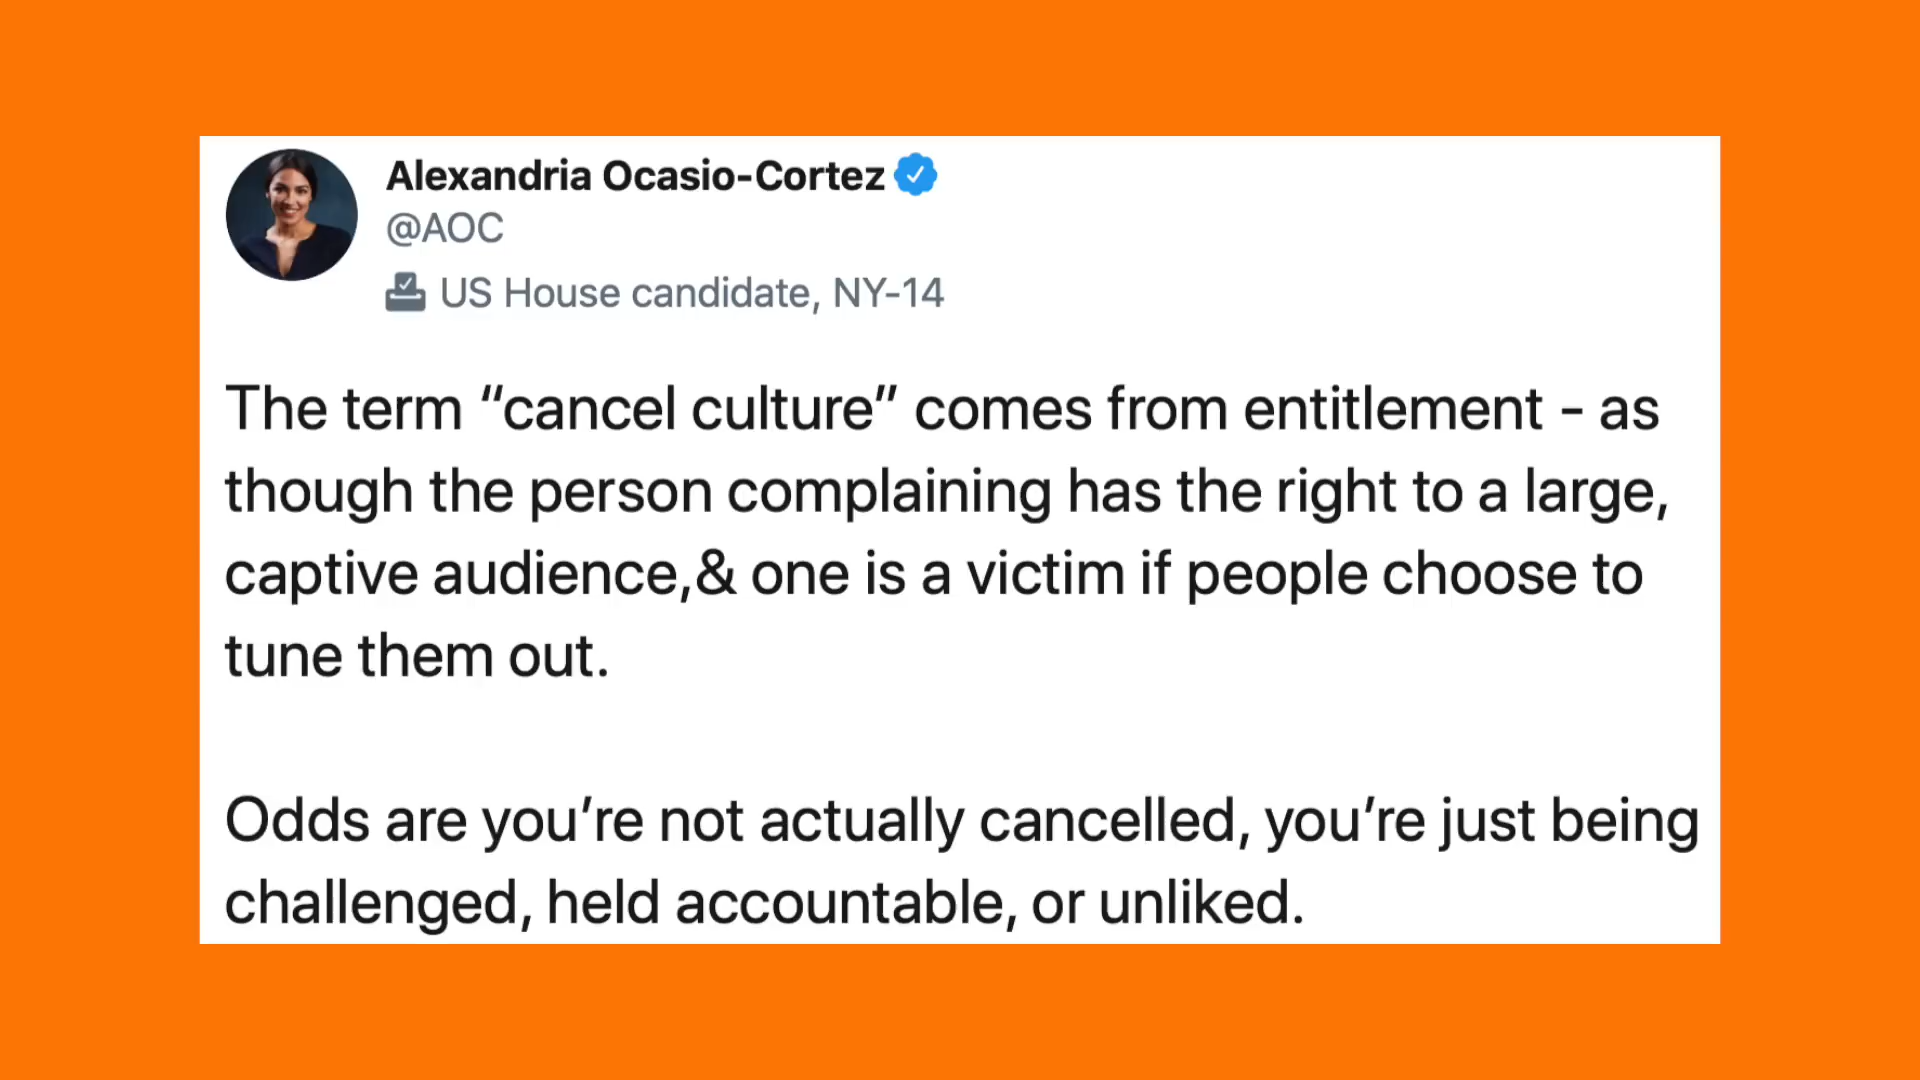 Alexandria Ocasio-Cortez
@AOC
US House candidate, NY-14
The term “cancel culture” comes from entitlement - as
though the person complaining has the right to a large,
captive audience,& one is a victim if people choose to
tune them out.
Odds are you’re not actually cancelled, you’re just being
challenged, held accountable, or unliked.